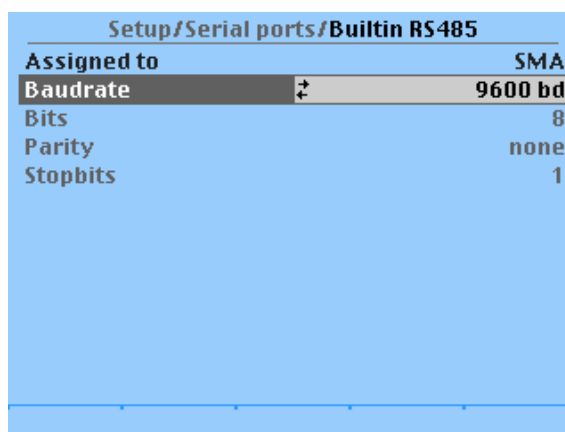 Setup/Serial ports/Builtin RS485
Assigned to SMA
Baudrate 9600 bd
Bits 8
Parity none
Stopbits 1